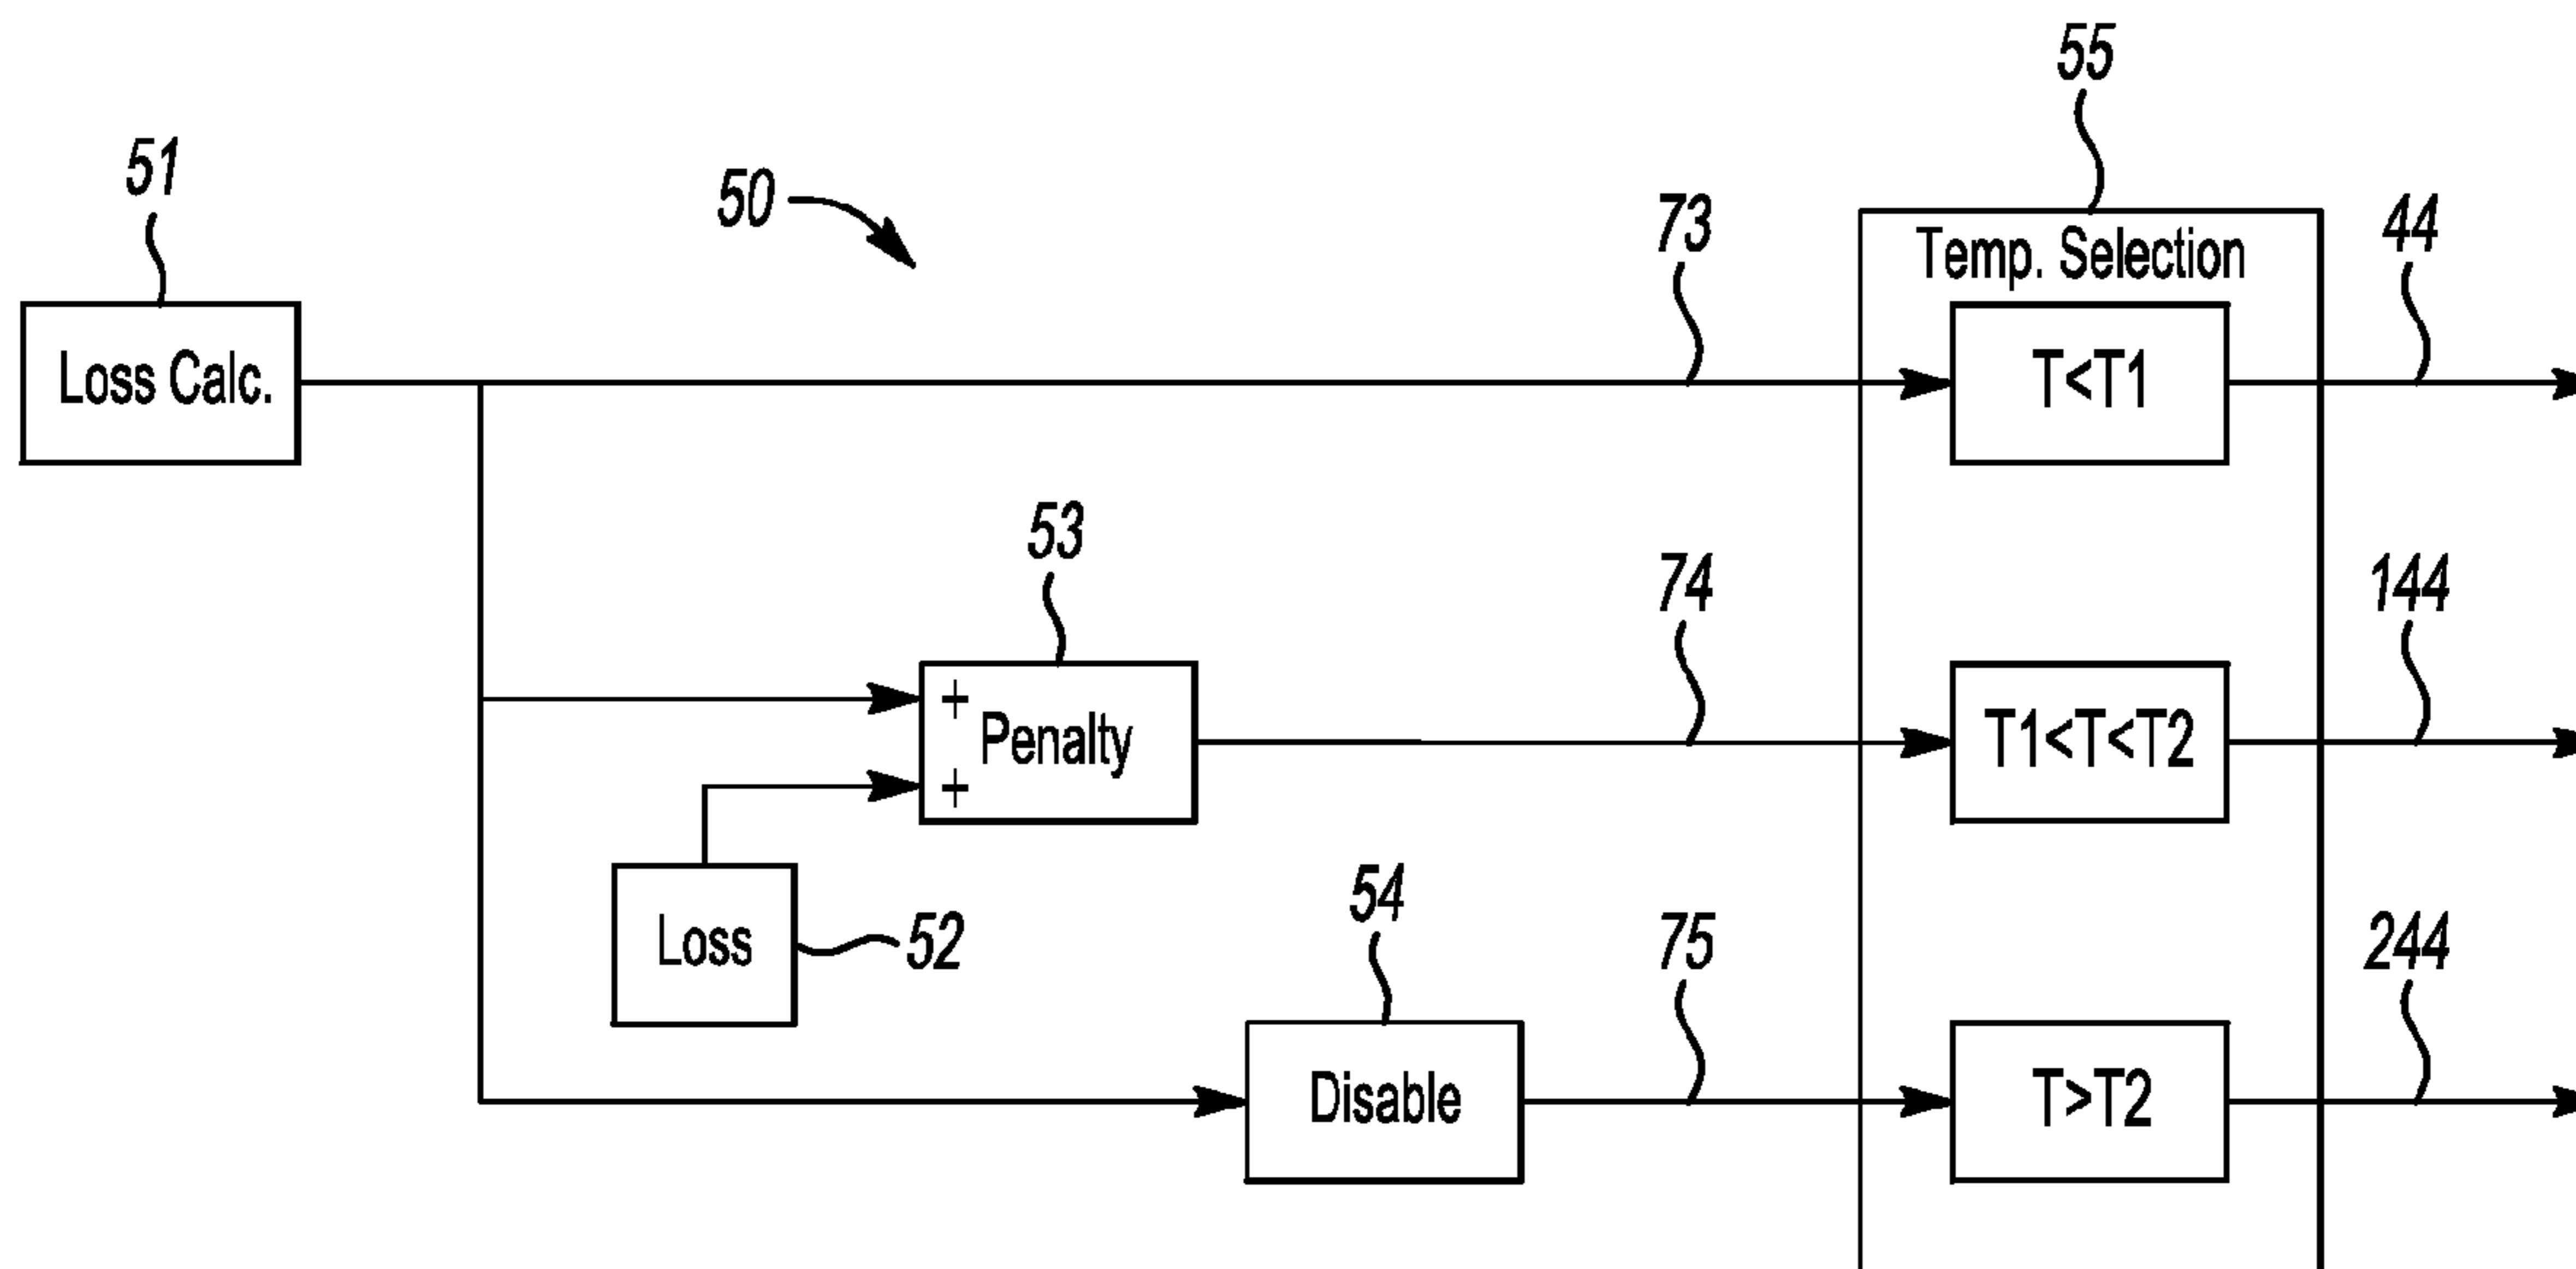 55
51
50
73
44
Temp. Selection
Loss Calc.
T<T1
53
74
144
+
Penalty
+
T1<T<T2
Loss
52
54
75
244
Disable
T>T2